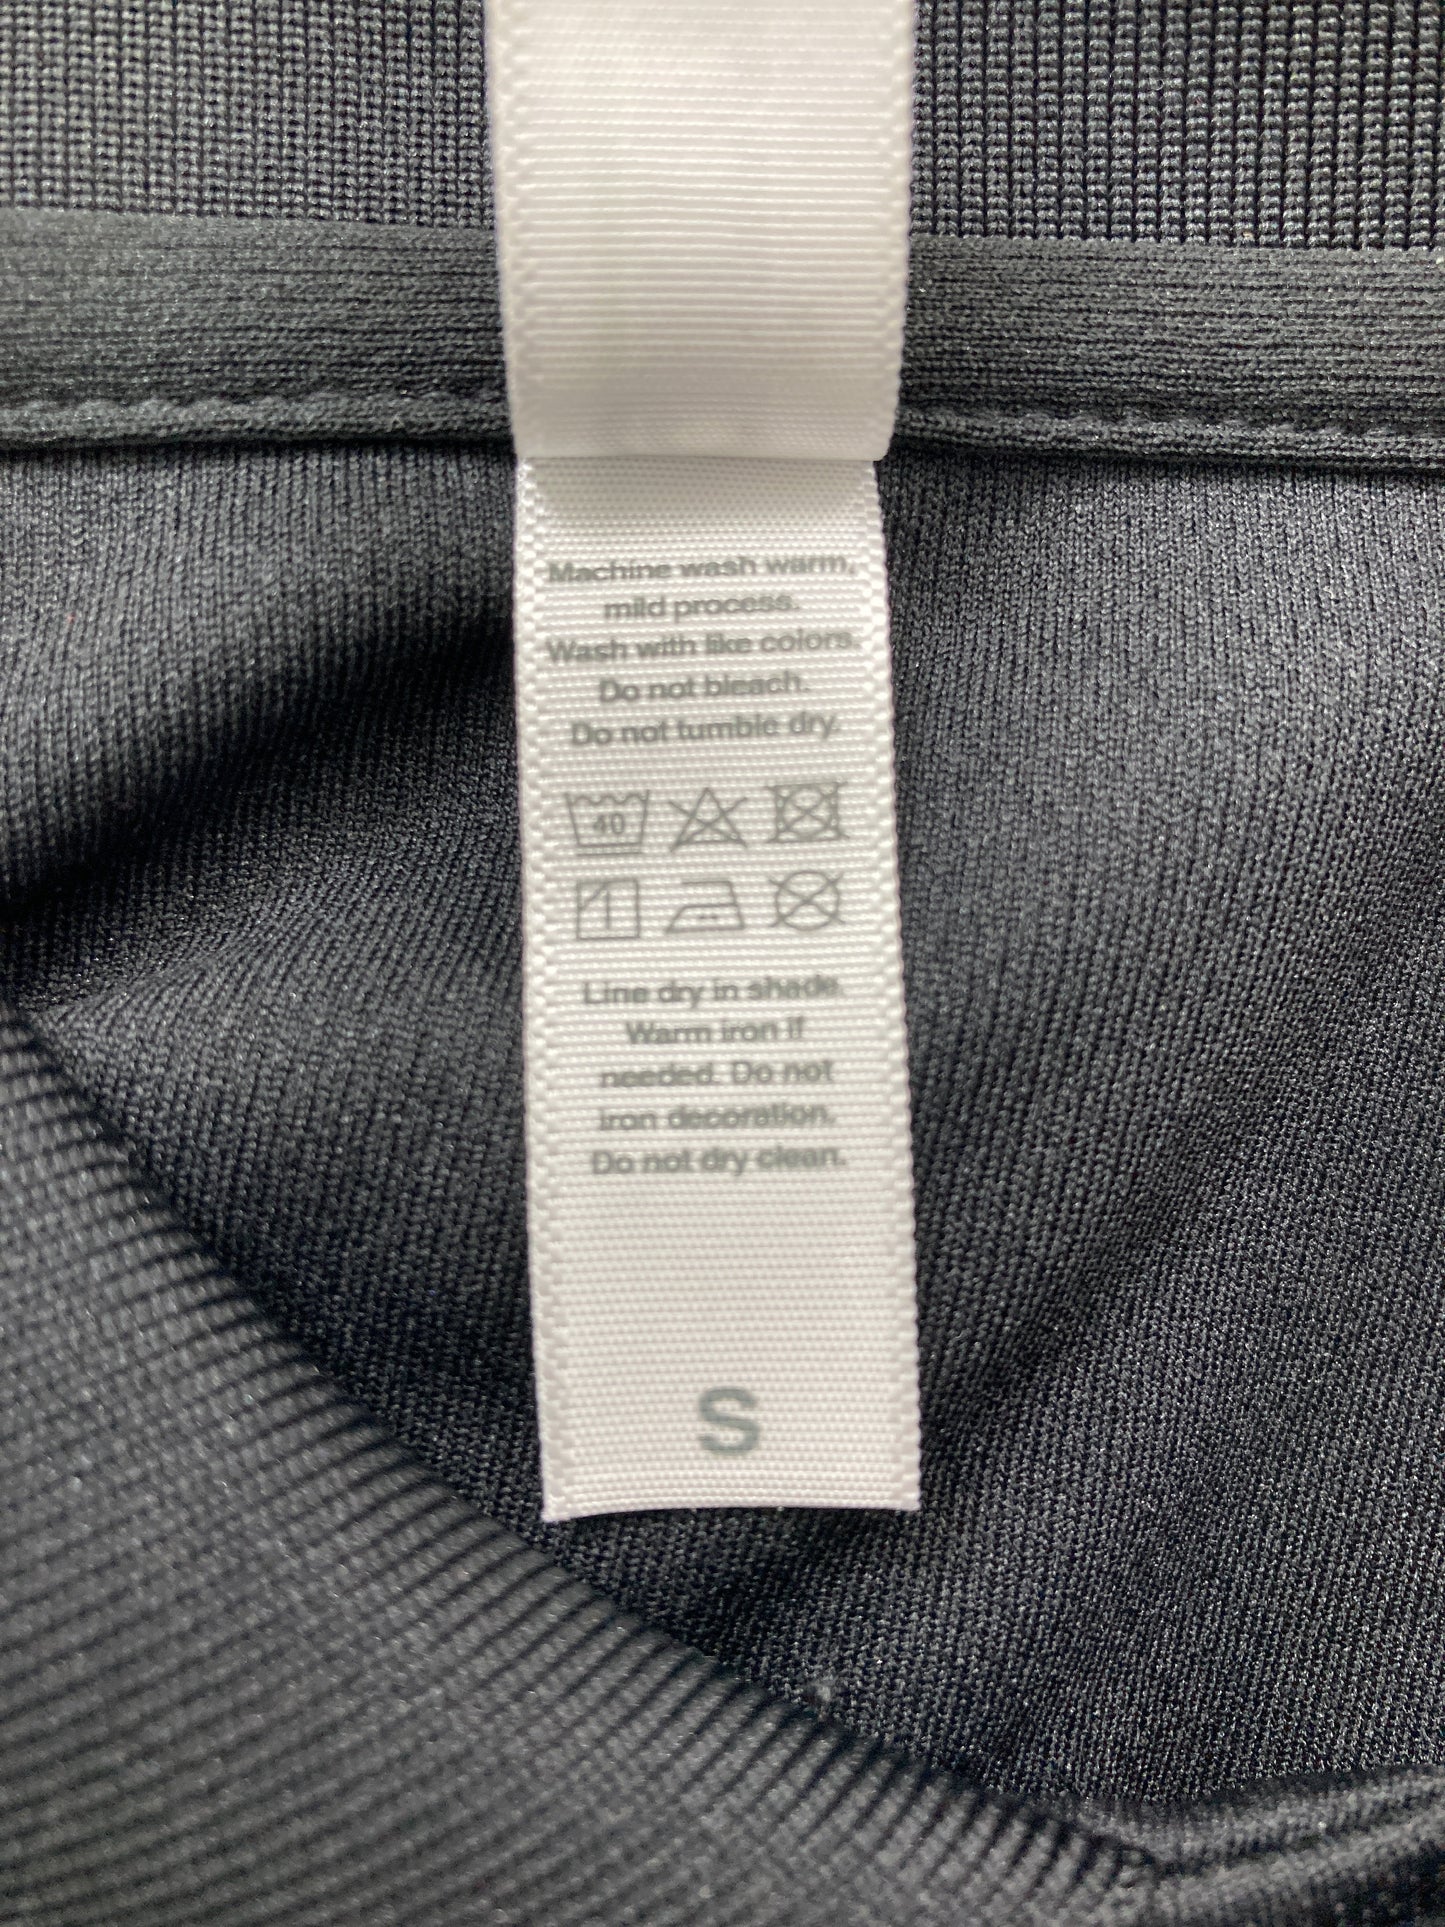 Machine wash warm,
mild process.
Wash with like colors.
Do not bleach.
Do not tumble dry.
40
Line dry in shade.
Warm iron if
needed. Do not
iron decoration.
Do not dry clean.
S